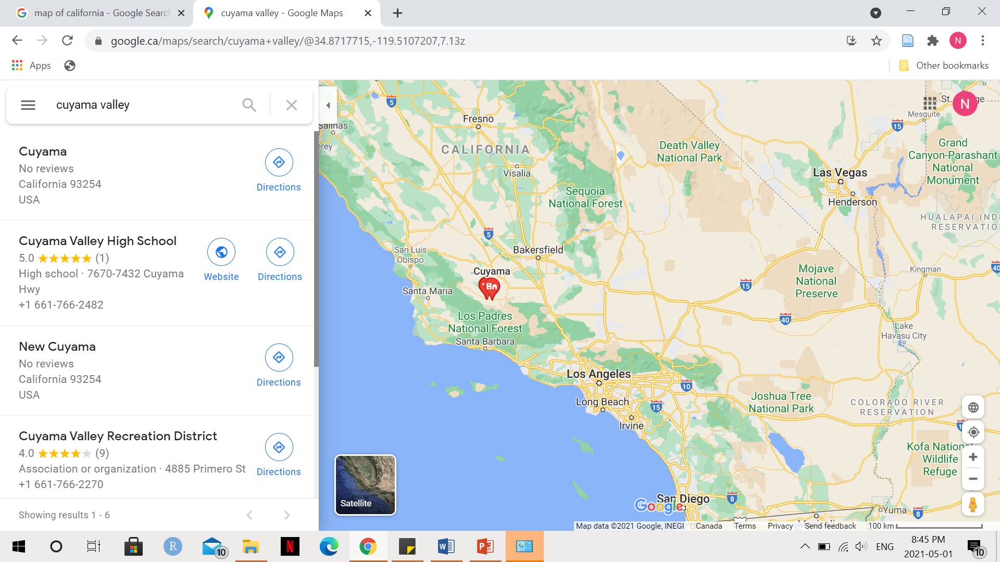 map of california - Google Search
cuyama valley - Google Maps
google.ca/maps/search/cuyama+valley/@34.8717715,-119.5107207,7.13z
N
Apps
Other bookmarks
cuyama valley
Cuyama
No reviews
California 93254
USA
Directions
Cuyama Valley High School
5.0 (1)
High school · 7670-7432 Cuyama
Hwy
+1 661-766-2482
Website
Directions
New Cuyama
No reviews
California 93254
USA
Directions
Cuyama Valley Recreation District
4.0 (9)
Association or organization · 4885 Primero St
+1 661-766-2270
Directions
Showing results 1 - 6
5
Fresno
Salinas
erey
CALIFORNIA
Visalia
Sequoia
National Forest
Death Valley
National Park
St.
ge
N
Mesquite
15
Grand
Canyon-Parashant
National
Monument
Las Vegas
Henderson
HUALAPAI INDI
RESERVATIO
5
San Luis
Obispo
Bakersfield
Cuyama
Santa Maria
Los Padres
National Forest
Santa Barbara
15
Mojave
National
Preserve
Kingman
40
40
Lake
Havasu City
Los Angeles
Long Beach
Irvine
10
15
Joshua Tree
National Park
COLORADO RIVER
RESERVATION
Kofa National
Wildlife
Refuge
Satellite
San Diego
8
Google
Yuma
8
Map data ©2021 Google, INEGI
Canada
Terms
Privacy
Send feedback
100 km
R
10
N
W
P
ENG
8:45 PM
2021-05-01
10